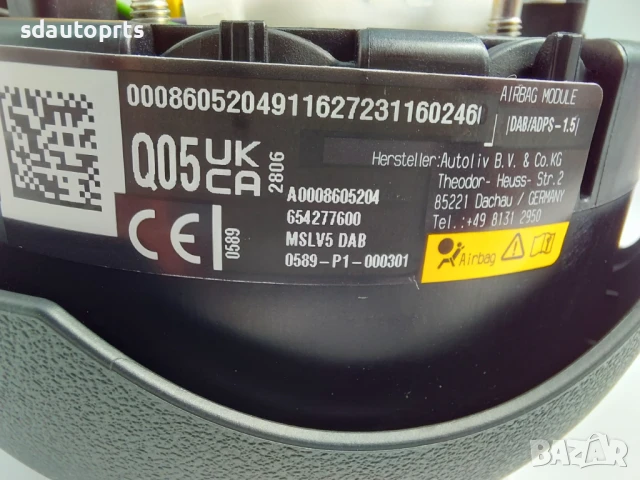 sdautoprts
00086052049116272311602461
AIRBAG MODULE
(DAB/ADPS-1.5)
Q05 UK CA 2806
Hersteller:Autoliv B.V. & Co.KG
Theodor- Heuss- Str.2
85221 Dachau / GERMANY
Tel.:+49 8131 2950
A0008605204
654277600
MSLV5 DAB
0589-P1-000301
CE 0589
Airbag
BAZAR